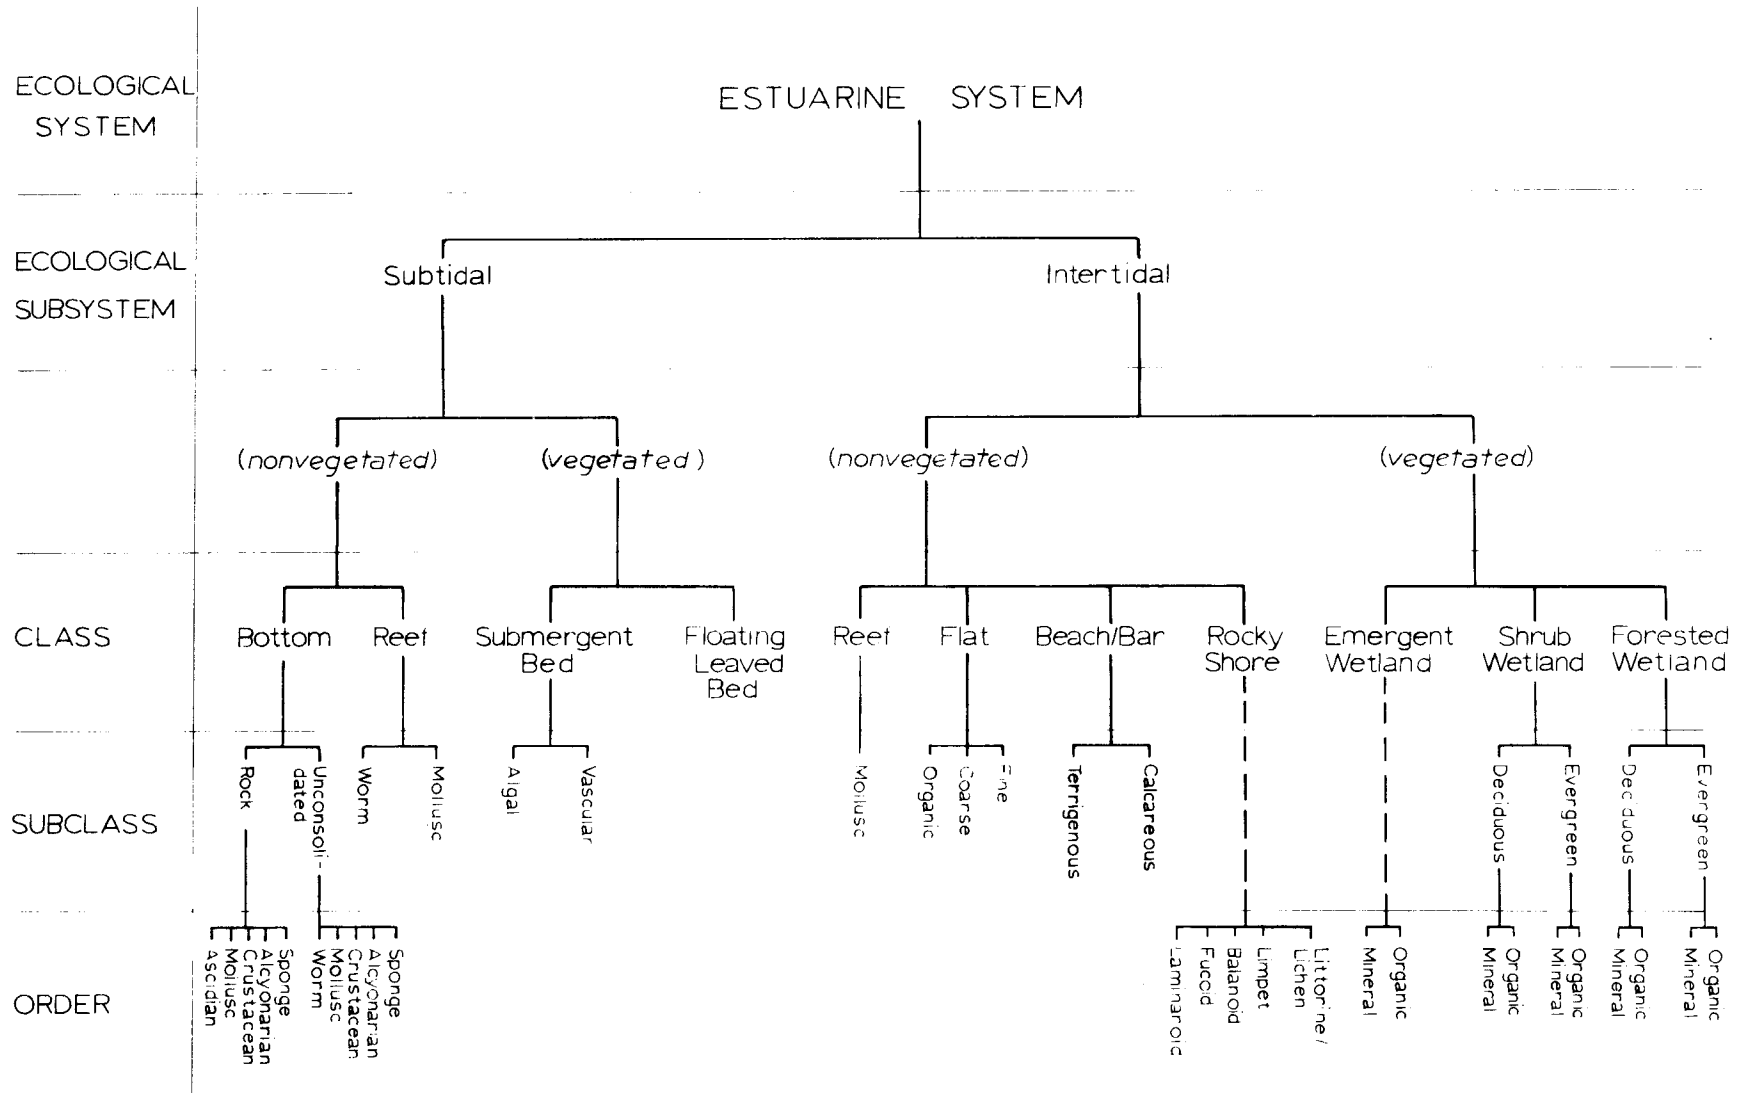 ECOLOGICAL
SYSTEM
ESTUARINE SYSTEM
ECOLOGICAL
SUBSYSTEM
Subtidal
Intertidal
(nonvegetated)
(vegetated)
(nonvegetated)
(vegetated)
CLASS
Bottom
Reef
Submergent
Bed
Floating
Leaved
Bed
Reef
Flat
Beach/Bar
Rocky
Shore
Emergent
Wetland
Shrub
Wetland
Forested
Wetland
SUBCLASS
Rock
Unconsoli-
dated
Worm
Mollusc
Algal
Vascular
Mollusc
Organic
Coarse
Fine
Terrigenous
Calcareous
Deciduous
Evergreen
Deciduous
Evergreen
ORDER
Ascidian
Mollusc
Crustacean
Alcyonarian
Sponge
Worm
Mollusc
Crustacean
Alcyonarian
Sponge
Laminaroid
Fucoid
Balanoid
Limpet
Littorine/
Lichen
Mineral
Organic
Mineral
Organic
Mineral
Organic
Mineral
Organic
Mineral
Organic